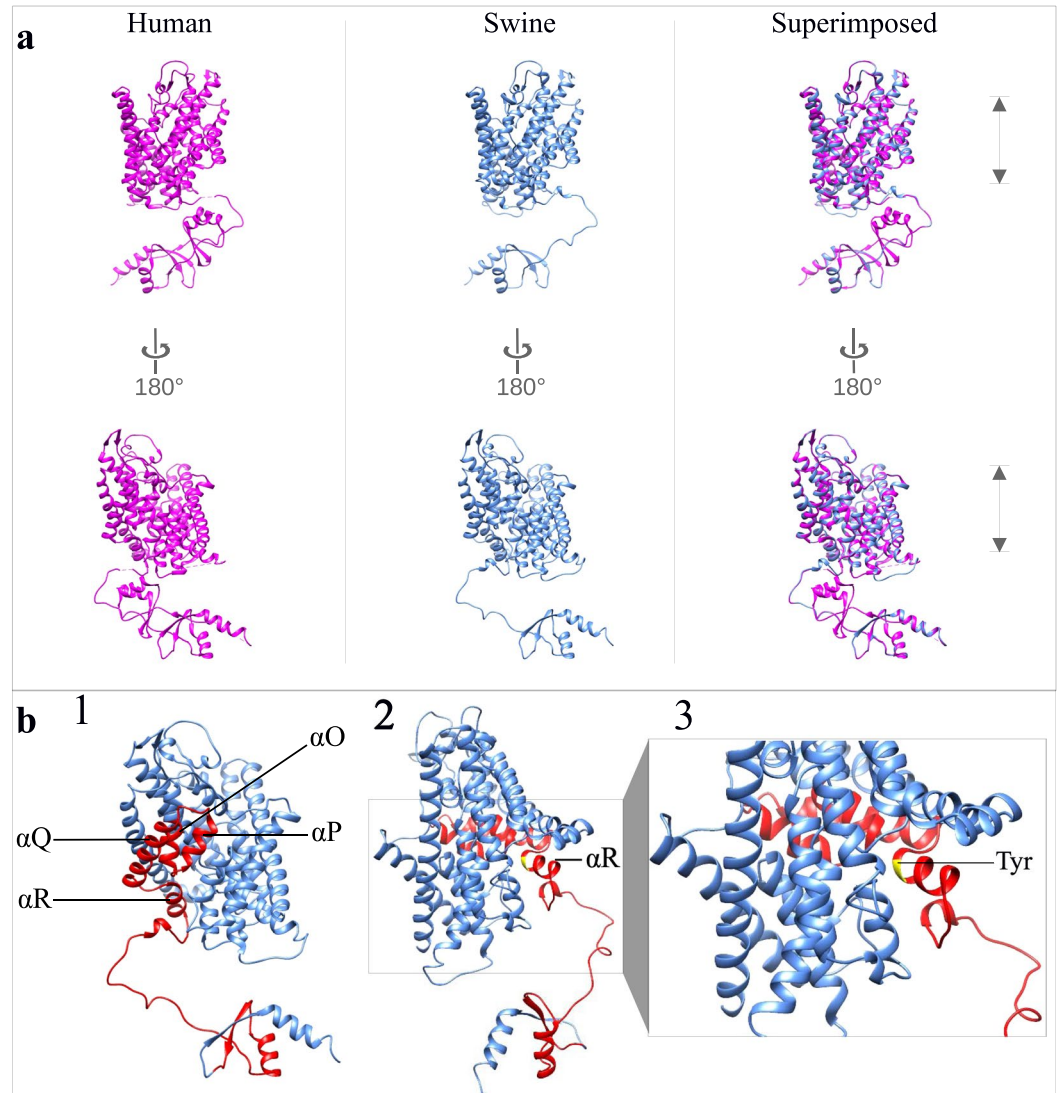 a
Human
Swine
Superimposed
180°
180°
180°
b
1
2
3
αO
αQ
αP
αR
αR
Tyr